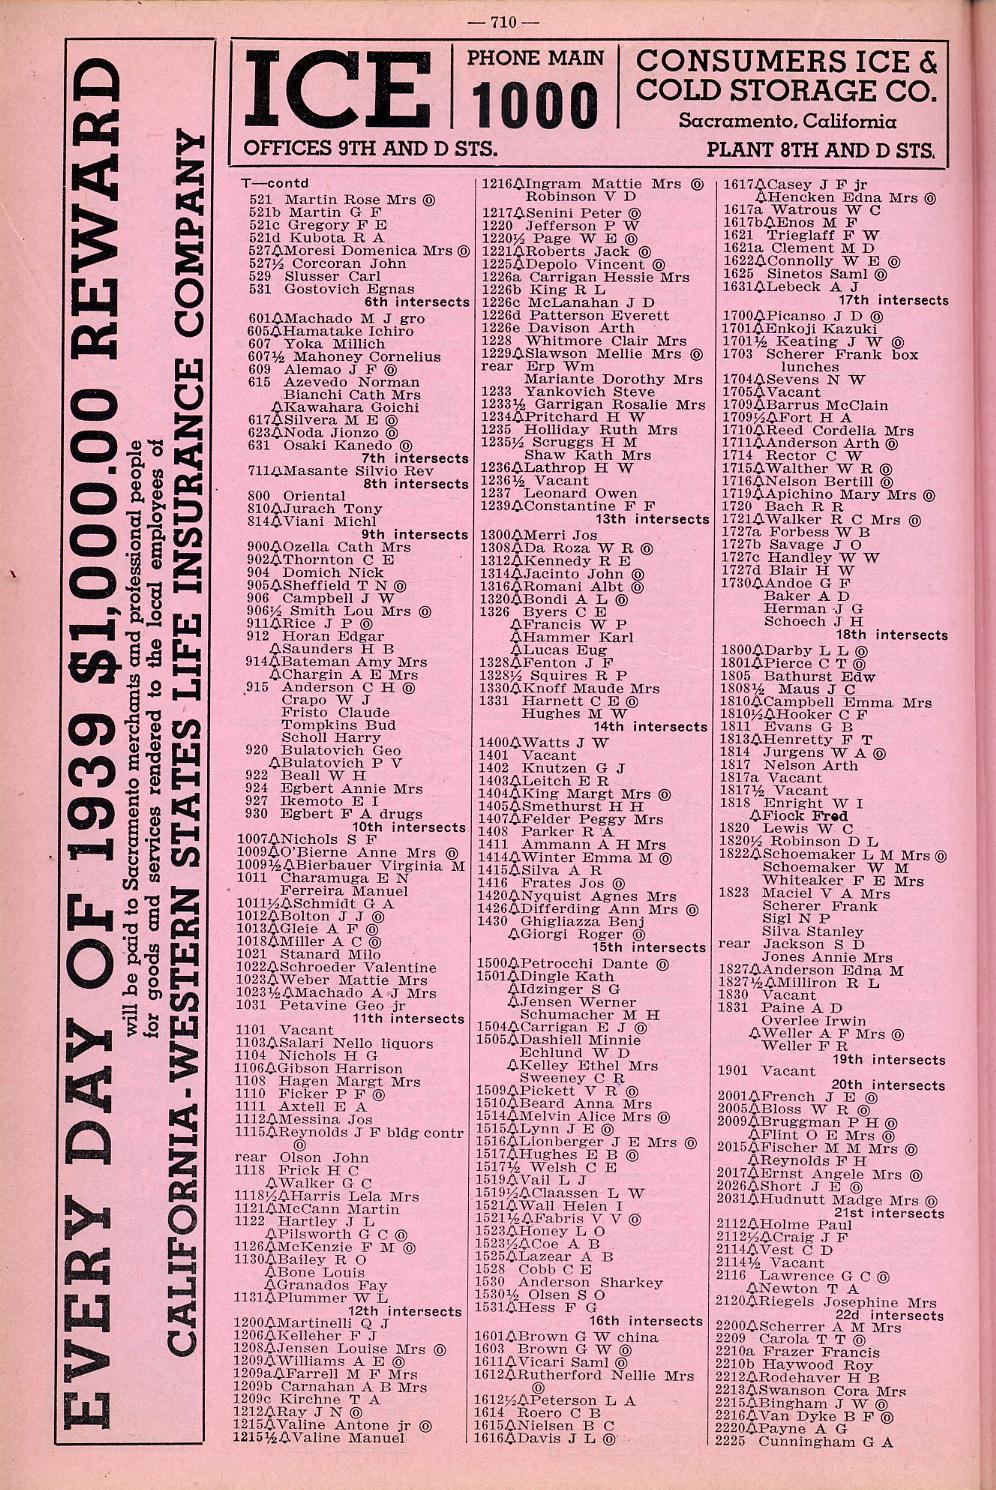 — 710 —
EVERY DAY OF 1939 $1,000.00 REWARD
will be paid to Sacramento merchants and professional people
for goods and services rendered to the local employees of
CALIFORNIA-WESTERN STATES LIFE INSURANCE COMPANY
ICE
PHONE MAIN
1000
CONSUMERS ICE &
COLD STORAGE CO.
Sacramento, California
OFFICES 9TH AND D STS.
PLANT 8TH AND D STS.
T—contd
521 Martin Rose Mrs ⓞ
521b Martin G F
521c Gregory F E
521d Kubota R A
527△Moresi Domenica Mrs ⓞ
527½ Corcoran John
529 Slusser Carl
531 Gostovich Egnas
6th intersects
601△Machado M J gro
605△Hamatake Ichiro
607 Yoka Millich
607½ Mahoney Cornelius
609 Alemao J F ⓞ
615 Azevedo Norman
Bianchi Cath Mrs
△Kawahara Goichi
617△Silvera M E ⓞ
623△Noda Jionzo ⓞ
631 Osaki Kanedo ⓞ
7th intersects
711△Masante Silvio Rev
8th intersects
800 Oriental
810△Jurach Tony
814△Viani Michl
9th intersects
900△Ozella Cath Mrs
902△Thornton C E
904 Domich Nick
905△Sheffield T N ⓞ
906 Campbell J W
906½ Smith Lou Mrs ⓞ
911△Rice J P ⓞ
912 Horan Edgar
△Saunders H B
914△Bateman Amy Mrs
△Chargin A E Mrs
915 Anderson C H ⓞ
Crapo W J
Fristo Claude
Tompkins Bud
Scholl Harry
920 Bulatovich Geo
△Bulatovich P V
922 Beall W H
924 Egbert Annie Mrs
927 Ikemoto E I
930 Egbert F A drugs
10th intersects
1007△Nichols S F
1009△O'Bierne Anne Mrs ⓞ
1009½△Bierbauer Virginia M
1011 Charamuga E N
Ferreira Manuel
1011½△Schmidt G A
1012△Bolton J J ⓞ
1013△Gleie A F ⓞ
1018△Miller A C ⓞ
1021 Stanard Milo
1022△Schroeder Valentine
1023△Weber Mattie Mrs
1023½△Machado A J Mrs
1031 Petavine Geo jr
11th intersects
1101 Vacant
1103△Salari Nello liquors
1104 Nichols H G
1106△Gibson Harrison
1108 Hagen Margt Mrs
1110 Ficker P F ⓞ
1111 Axtell E A
1112△Messina Jos
1115△Reynolds J F bldg contr
ⓞ
rear Olson John
1118 Frick H C
△Walker G C
1118½△Harris Lela Mrs
1121△McCann Martin
1122 Hartley J L
△Pilsworth G C ⓞ
1126△McKenzie F M ⓞ
1130△Bailey R O
△Bone Louis
△Granados Fay
1131△Plummer W L
12th intersects
1200△Martinelli Q J
1206△Kelleher F J
1208△Jensen Louise Mrs ⓞ
1209△Williams A E ⓞ
1209a△Farrell M F Mrs
1209b Carnahan A B Mrs
1209c Kirchne T A
1212△Ray J N ⓞ
1215△Valine Antone jr ⓞ
1215½△Valine Manuel
1216△Ingram Mattie Mrs ⓞ
Robinson V D
1217△Senini Peter ⓞ
1220 Jefferson P W
1220½ Page W E ⓞ
1221△Roberts Jack ⓞ
1225△Depolo Vincent ⓞ
1226a Carrigan Hessie Mrs
1226b King R L
1226c McLanahan J D
1226d Patterson Everett
1226e Davison Arth
1228 Whitmore Clair Mrs
1229△Slawson Mellie Mrs ⓞ
rear Erp Wm
Mariante Dorothy Mrs
1233 Yankovich Steve
1233½ Garrigan Rosalie Mrs
1234△Pritchard H W
1235 Holliday Ruth Mrs
1235½ Scruggs H M
Shaw Kath Mrs
1236△Lathrop H W
1236½ Vacant
1237 Leonard Owen
1239△Constantine F F
13th intersects
1300△Merri Jos
1308△Da Roza W R ⓞ
1312△Kennedy R E
1314△Jacinto John ⓞ
1316△Romani Albt ⓞ
1320△Bondi A L ⓞ
1326 Byers C E
△Francis W P
△Hammer Karl
△Lucas Eug
1328△Fenton J F
1328½ Squires R P
1330△Knoff Maude Mrs
1331 Harnett C E ⓞ
Hughes M W
14th intersects
1400△Watts J W
1401 Vacant
1402 Knutzen G J
1403△Leitch E R
1404△King Margt Mrs ⓞ
1405△Smethurst H H
1407△Felder Peggy Mrs
1408 Parker R A
1411 Ammann A H Mrs
1414△Winter Emma M ⓞ
1415△Silva A R
1416 Frates Jos ⓞ
1420△Nyquist Agnes Mrs
1426△Differding Ann Mrs ⓞ
1430 Ghigliazza Benj
△Giorgi Roger ⓞ
15th intersects
1500△Petrocchi Dante ⓞ
1501△Dingle Kath
△Idzinger S G
△Jensen Werner
Schumacher M H
1504△Carrigan E J ⓞ
1505△Dashiell Minnie
Echlund W D
△Kelley Ethel Mrs
Sweeney C R
1509△Pickett V R ⓞ
1510△Beard Anna Mrs
1514△Melvin Alice Mrs ⓞ
1515△Lynn J E ⓞ
1516△Lionberger J E Mrs ⓞ
1517△Hughes E B ⓞ
1517½ Welsh C E
1519△Vail L J
1519½△Claassen L W
1521△Wall Helen I
1521½△Fabris V V ⓞ
1523△Honey L O
1523½△Coe A B
1525△Lazear A B
1528 Cobb C E
1530 Anderson Sharkey
1530½ Olsen S O
1531△Hess F G
16th intersects
1601△Brown G W china
1603 Brown G W ⓞ
1611△Vicari Saml ⓞ
1612△Rutherford Nellie Mrs
ⓞ
1612½△Peterson L A
1614 Roero C B
1615△Nielsen B C
1616△Davis J L ⓞ
1617△Casey J F jr
△Hencken Edna Mrs ⓞ
1617a Watrous W C
1617b△Enos M F
1621 Trieglaff F W
1621a Clement M D
1622△Connolly W E ⓞ
1625 Sinetos Saml ⓞ
1631△Lebeck A J
17th intersects
1700△Picanso J D ⓞ
1701△Enkoji Kazuki
1701½ Keating J W ⓞ
1703 Scherer Frank box
lunches
1704△Sevens N W
1705△Vacant
1709△Barrus McClain
1709½△Fort H A
1710△Reed Cordelia Mrs
1711△Anderson Arth ⓞ
1714 Rector C W
1715△Walther W R ⓞ
1716△Nelson Bertill ⓞ
1719△Apichino Mary Mrs ⓞ
1720 Bach R R
1721△Walker R C Mrs ⓞ
1727a Forbess W B
1727b Savage J O
1727c Handley W W
1727d Blair H W
1730△Andoe G F
Baker A D
Herman J G
Schoech J H
18th intersects
1800△Darby L L ⓞ
1801△Pierce C T ⓞ
1805 Bathurst Edw
1808½ Maus J C
1810△Campbell Emma Mrs
1810½△Hooker C F
1811 Evans G B
1813△Henretty F T
1814 Jurgens W A ⓞ
1817 Nelson Arth
1817a Vacant
1817½ Vacant
1818 Enright W I
△Fiock Fred
1820 Lewis W C
1820½ Robinson D L
1822△Schoemaker L M Mrs ⓞ
Schoemaker W M
Whiteaker F E Mrs
1823 Maciel V A Mrs
Scherer Frank
Sigl N P
Silva Stanley
rear Jackson S D
Jones Annie Mrs
1827△Anderson Edna M
1827½△Milliron R L
1830 Vacant
1831 Paine A D
Overlee Irwin
△Weller A F Mrs ⓞ
Weller F R
19th intersects
1901 Vacant
20th intersects
2001△French J E ⓞ
2005△Bloss W R ⓞ
2009△Bruggman P H ⓞ
△Flint O E Mrs ⓞ
2015△Fischer M M Mrs ⓞ
△Reynolds F H
2017△Ernst Angele Mrs ⓞ
2026△Short J E ⓞ
2031△Hudnutt Madge Mrs ⓞ
21st intersects
2112△Holme Paul
2112½△Craig J F
2114△Vest C D
2114½ Vacant
2116 Lawrence G C ⓞ
△Newton T A
2120△Riegels Josephine Mrs
22d intersects
2200△Scherrer A M Mrs
2209 Carola T T ⓞ
2210a Frazer Francis
2210b Haywood Roy
2212△Rodehaver H B
2213△Swanson Cora Mrs
2215△Bingham J W ⓞ
2216△Van Dyke B F ⓞ
2220△Payne A G
2225 Cunningham G A